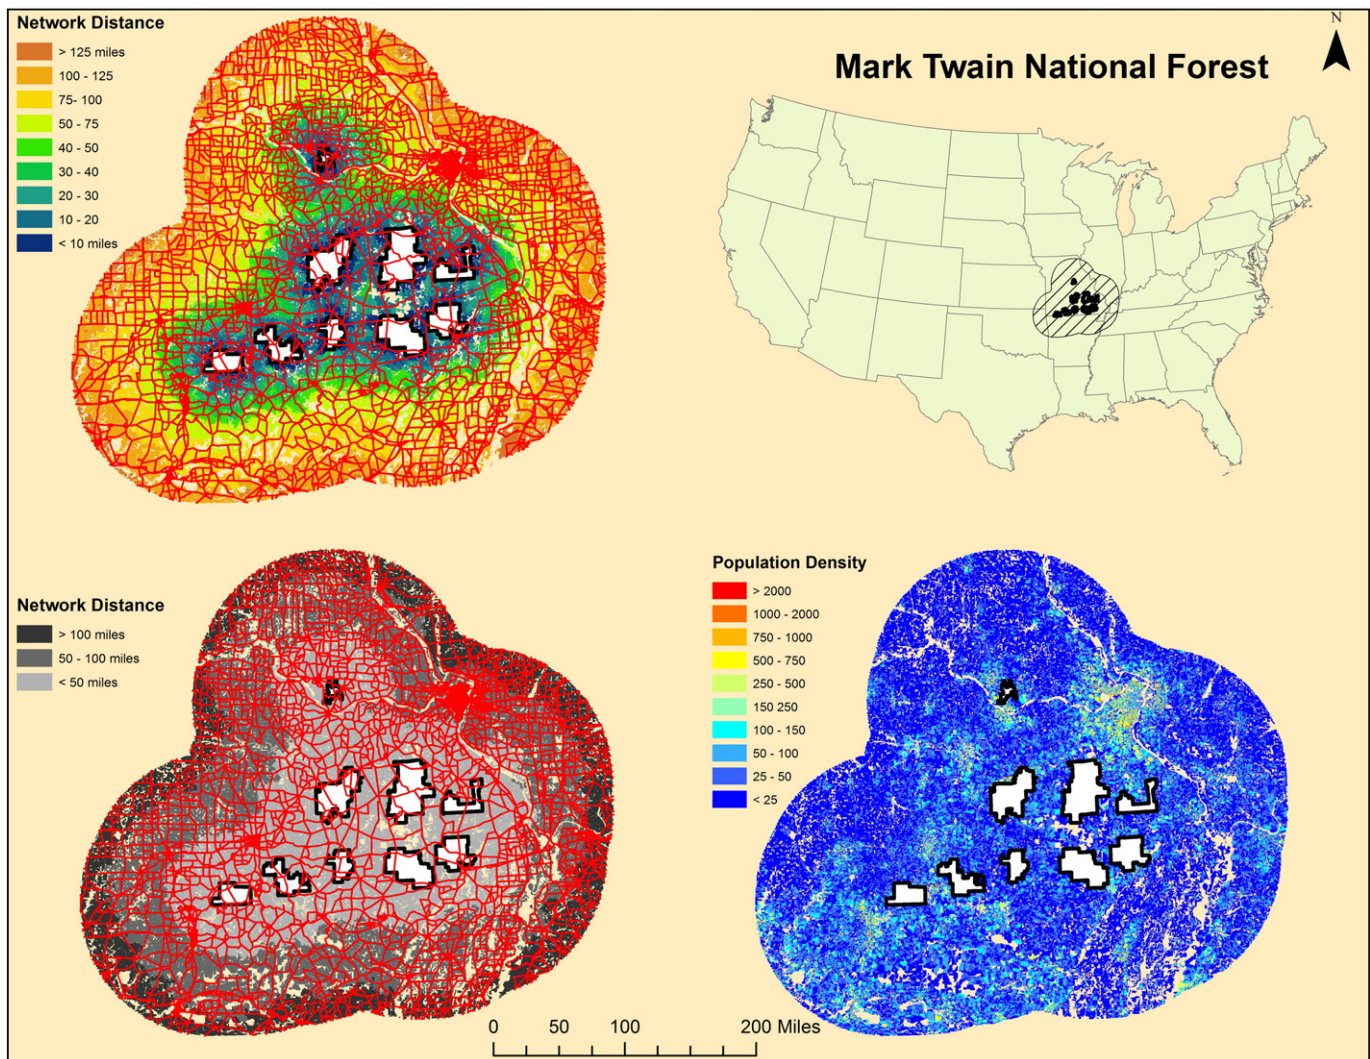 Network Distance
> 125 miles
100 - 125
75- 100
50 - 75
40 - 50
30 - 40
20 - 30
10 - 20
< 10 miles
N
Mark Twain National Forest
Network Distance
> 100 miles
50 - 100 miles
< 50 miles
Population Density
> 2000
1000 - 2000
750 - 1000
500 - 750
250 - 500
150 250
100 - 150
50 - 100
25 - 50
< 25
0 50 100 200 Miles